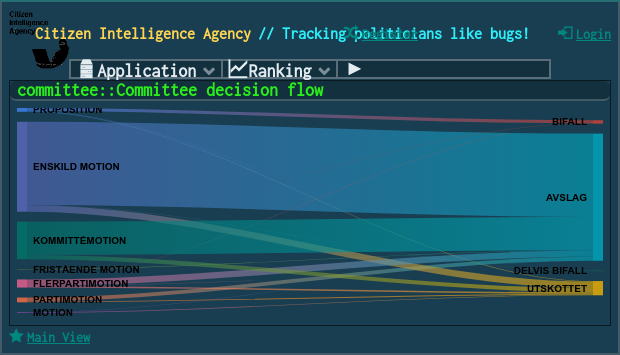 Citizen
Intelligence
Agency
Citizen Intelligence Agency // Tracking politicians like bugs!
Login
Application
Ranking
committee::Committee decision flow
PROPOSITION
BIFALL
ENSKILD MOTION
AVSLAG
KOMMITTÉMOTION
FRISTÅENDE MOTION
DELVIS BIFALL
FLERPARTIMOTION
UTSKOTTET
PARTIMOTION
MOTION
Main View